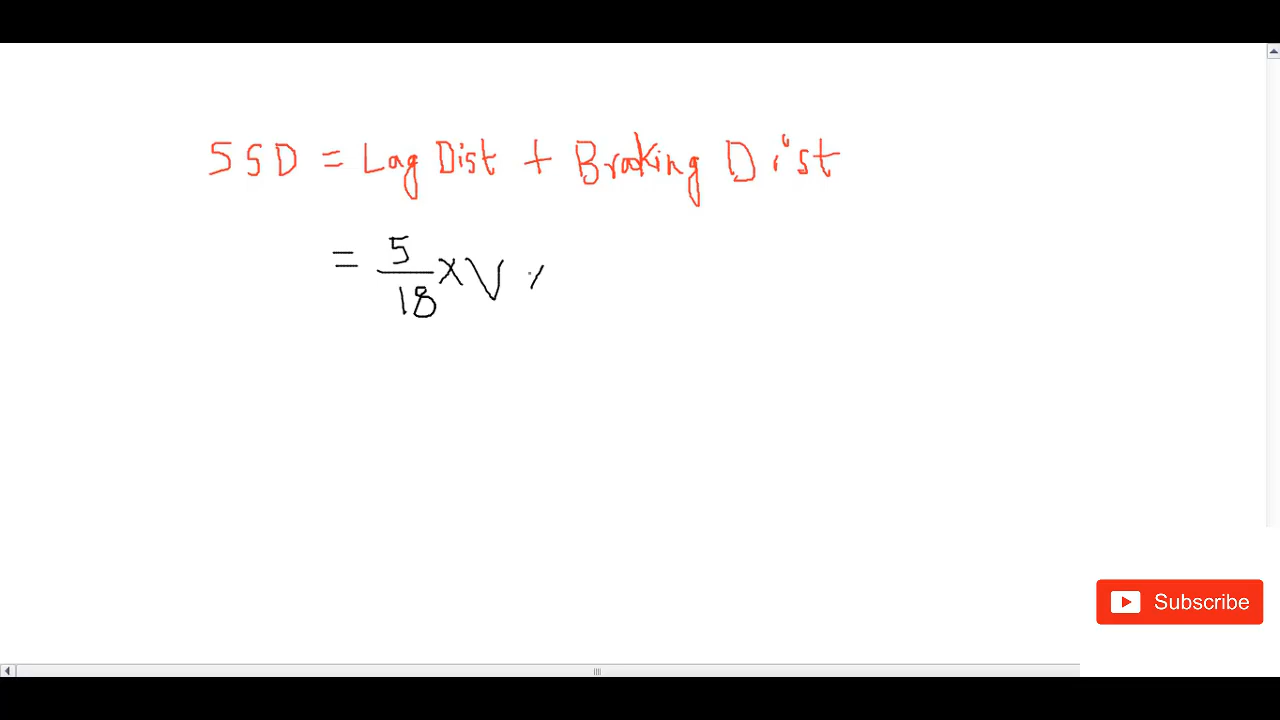 SSD = Lag Dist + Braking Dist
= 5/18 x V
Subscribe